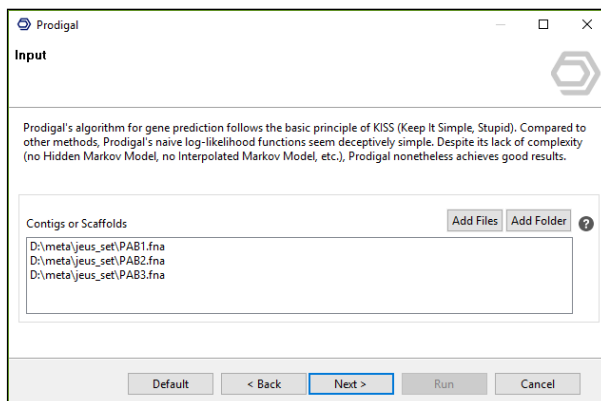 Prodigal
Input
Prodigal's algorithm for gene prediction follows the basic principle of KISS (Keep It Simple, Stupid). Compared to
other methods, Prodigal's naive log-likelihood functions seem deceptively simple. Despite its lack of complexity
(no Hidden Markov Model, no Interpolated Markov Model, etc.), Prodigal nonetheless achieves good results.
Contigs or Scaffolds
Add Files
Add Folder
?
D:\meta\jeus_set\PAB1.fna
D:\meta\jeus_set\PAB2.fna
D:\meta\jeus_set\PAB3.fna
Default
< Back
Next >
Run
Cancel